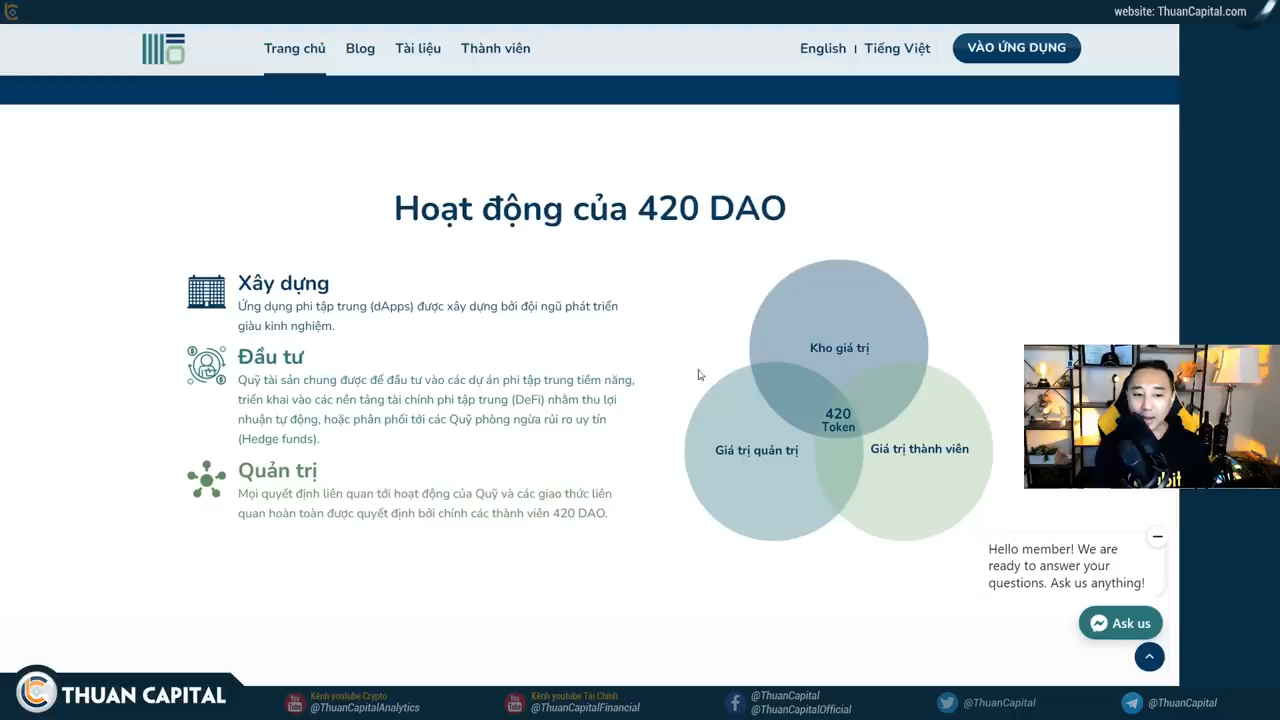 website: ThuanCapital.com
Trang chủ
Blog
Tài liệu
Thành viên
English
Tiếng Việt
VÀO ỨNG DỤNG
Hoạt động của 420 DAO
Xây dựng
Ứng dụng phi tập trung (dApps) được xây dựng bởi đội ngũ phát triển
giàu kinh nghiệm.
Đầu tư
Quỹ tài sản chung được để đầu tư vào các dự án phi tập trung tiềm năng,
triển khai vào các nền tảng tài chính phi tập trung (DeFi) nhằm thu lợi
nhuận tự động, hoặc phân phối tới các Quỹ phòng ngừa rủi ro uy tín
(Hedge funds).
Quản trị
Mọi quyết định liên quan tới hoạt động của Quỹ và các giao thức liên
quan hoàn toàn được quyết định bởi chính các thành viên 420 DAO.
Kho giá trị
420
Token
Giá trị quản trị
Giá trị thành viên
Hello member! We are
ready to answer your
questions. Ask us anything!
Ask us
THUAN CAPITAL
Kênh youtube Crypto
@ThuanCapitalAnalytics
Kênh youtube Tài Chính
@ThuanCapitalFinancial
@ThuanCapital
@ThuanCapitalOfficial
@ThuanCapital
@ThuanCapital